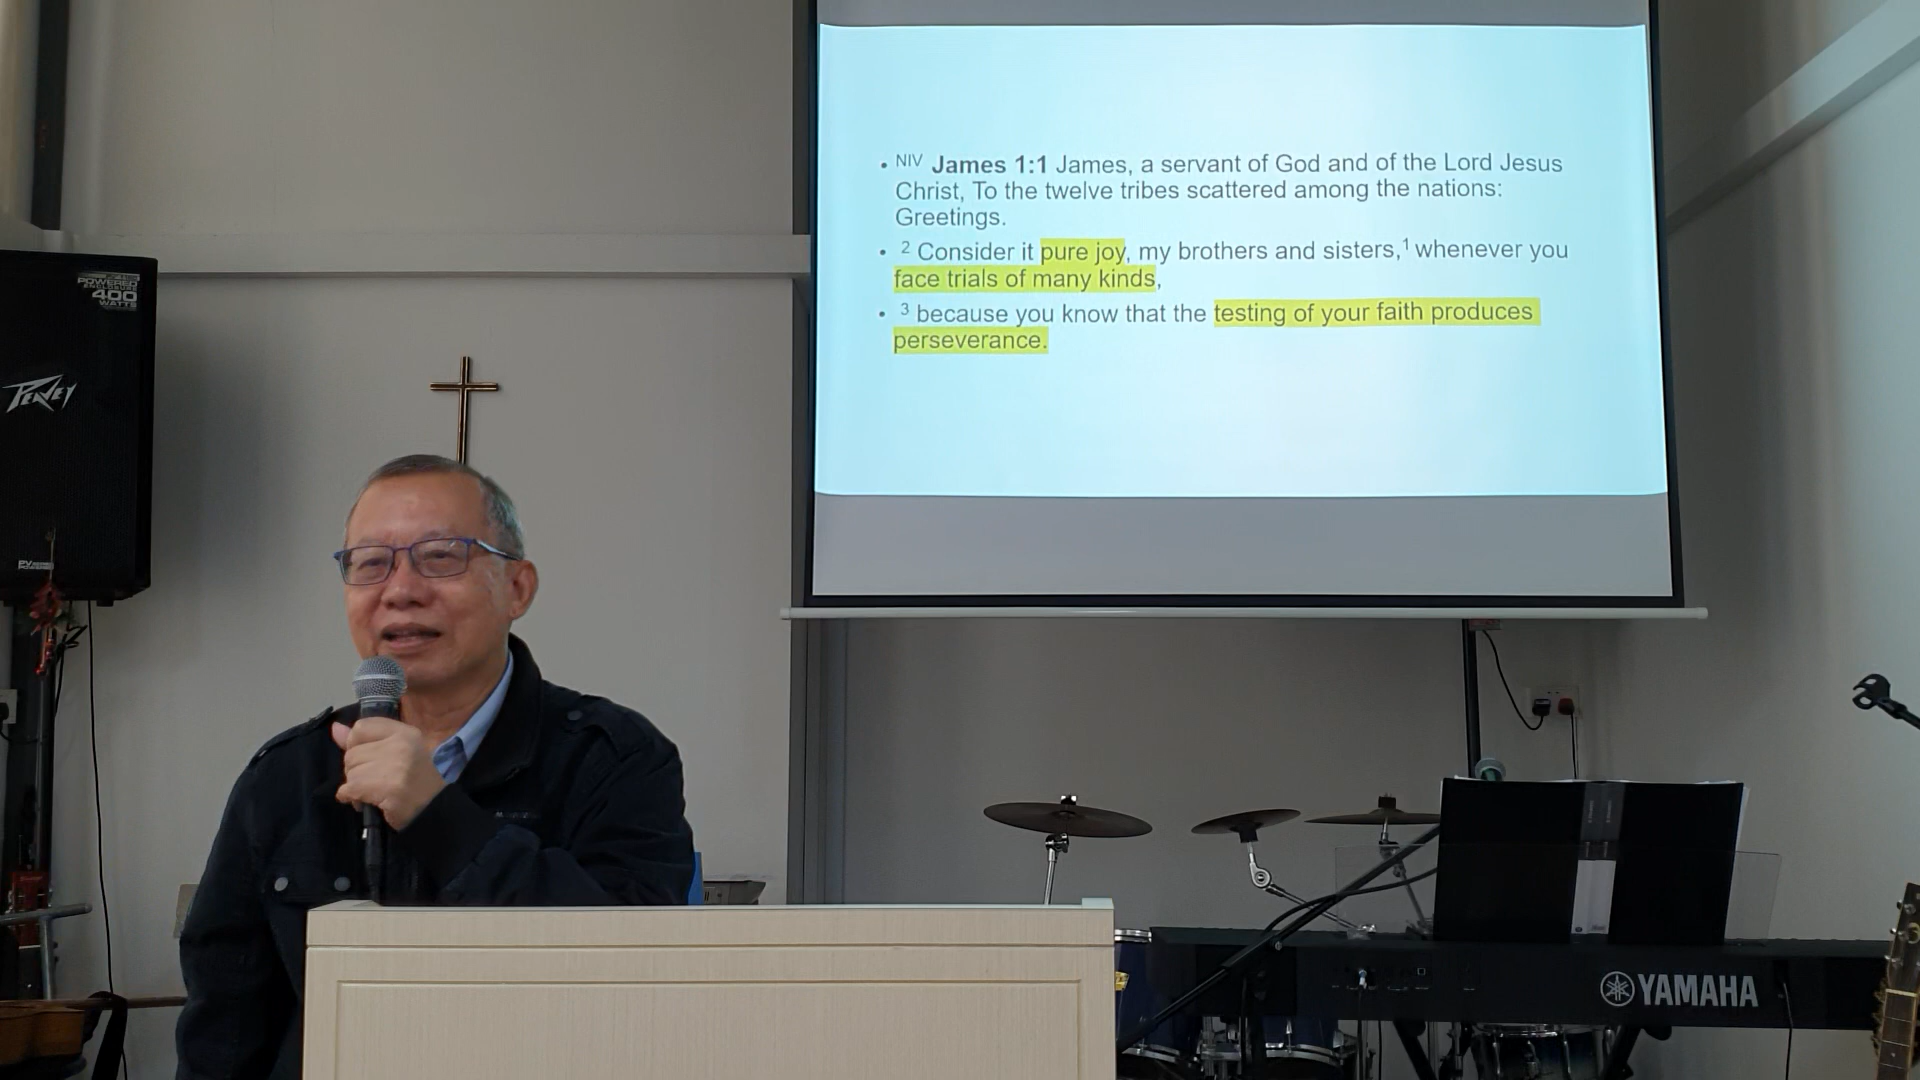 NIV James 1:1 James, a servant of God and of the Lord Jesus
Christ, To the twelve tribes scattered among the nations:
Greetings.
2 Consider it pure joy, my brothers and sisters,1 whenever you
face trials of many kinds,
3 because you know that the testing of your faith produces
perseverance.
POWERED
ENCLOSURE
400
WATTS
PEAVEY
YAMAHA